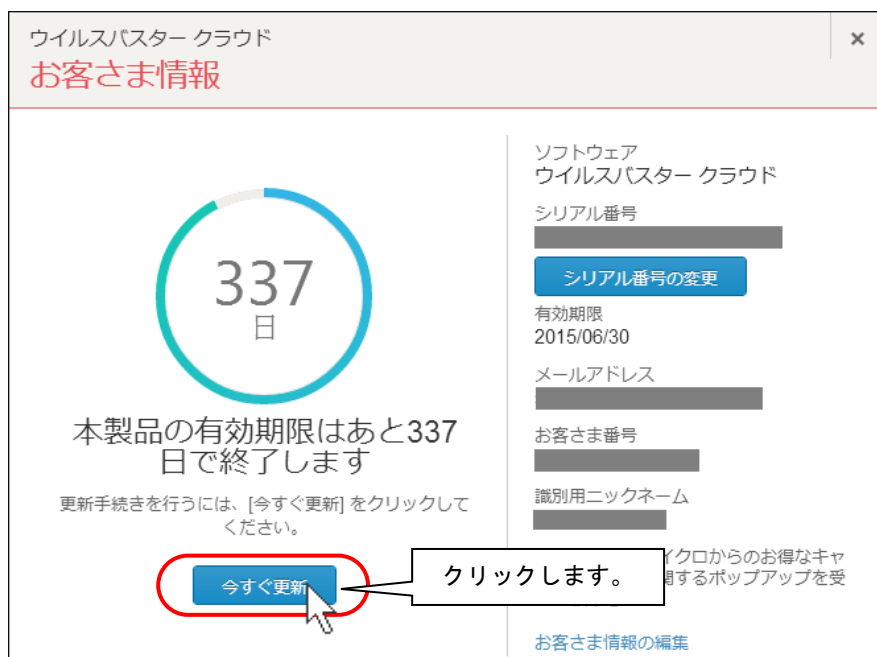 ウイルスバスター クラウド
お客さま情報
×
337
日
本製品の有効期限はあと337
日で終了します
更新手続きを行うには、[今すぐ更新] をクリックして
ください。
今すぐ更新
クリックします。
ソフトウェア
ウイルスバスター クラウド
シリアル番号
シリアル番号の変更
有効期限
2015/06/30
メールアドレス
お客さま番号
識別用ニックネーム
イクロからのお得なキャ
するポップアップを受
お客さま情報の編集